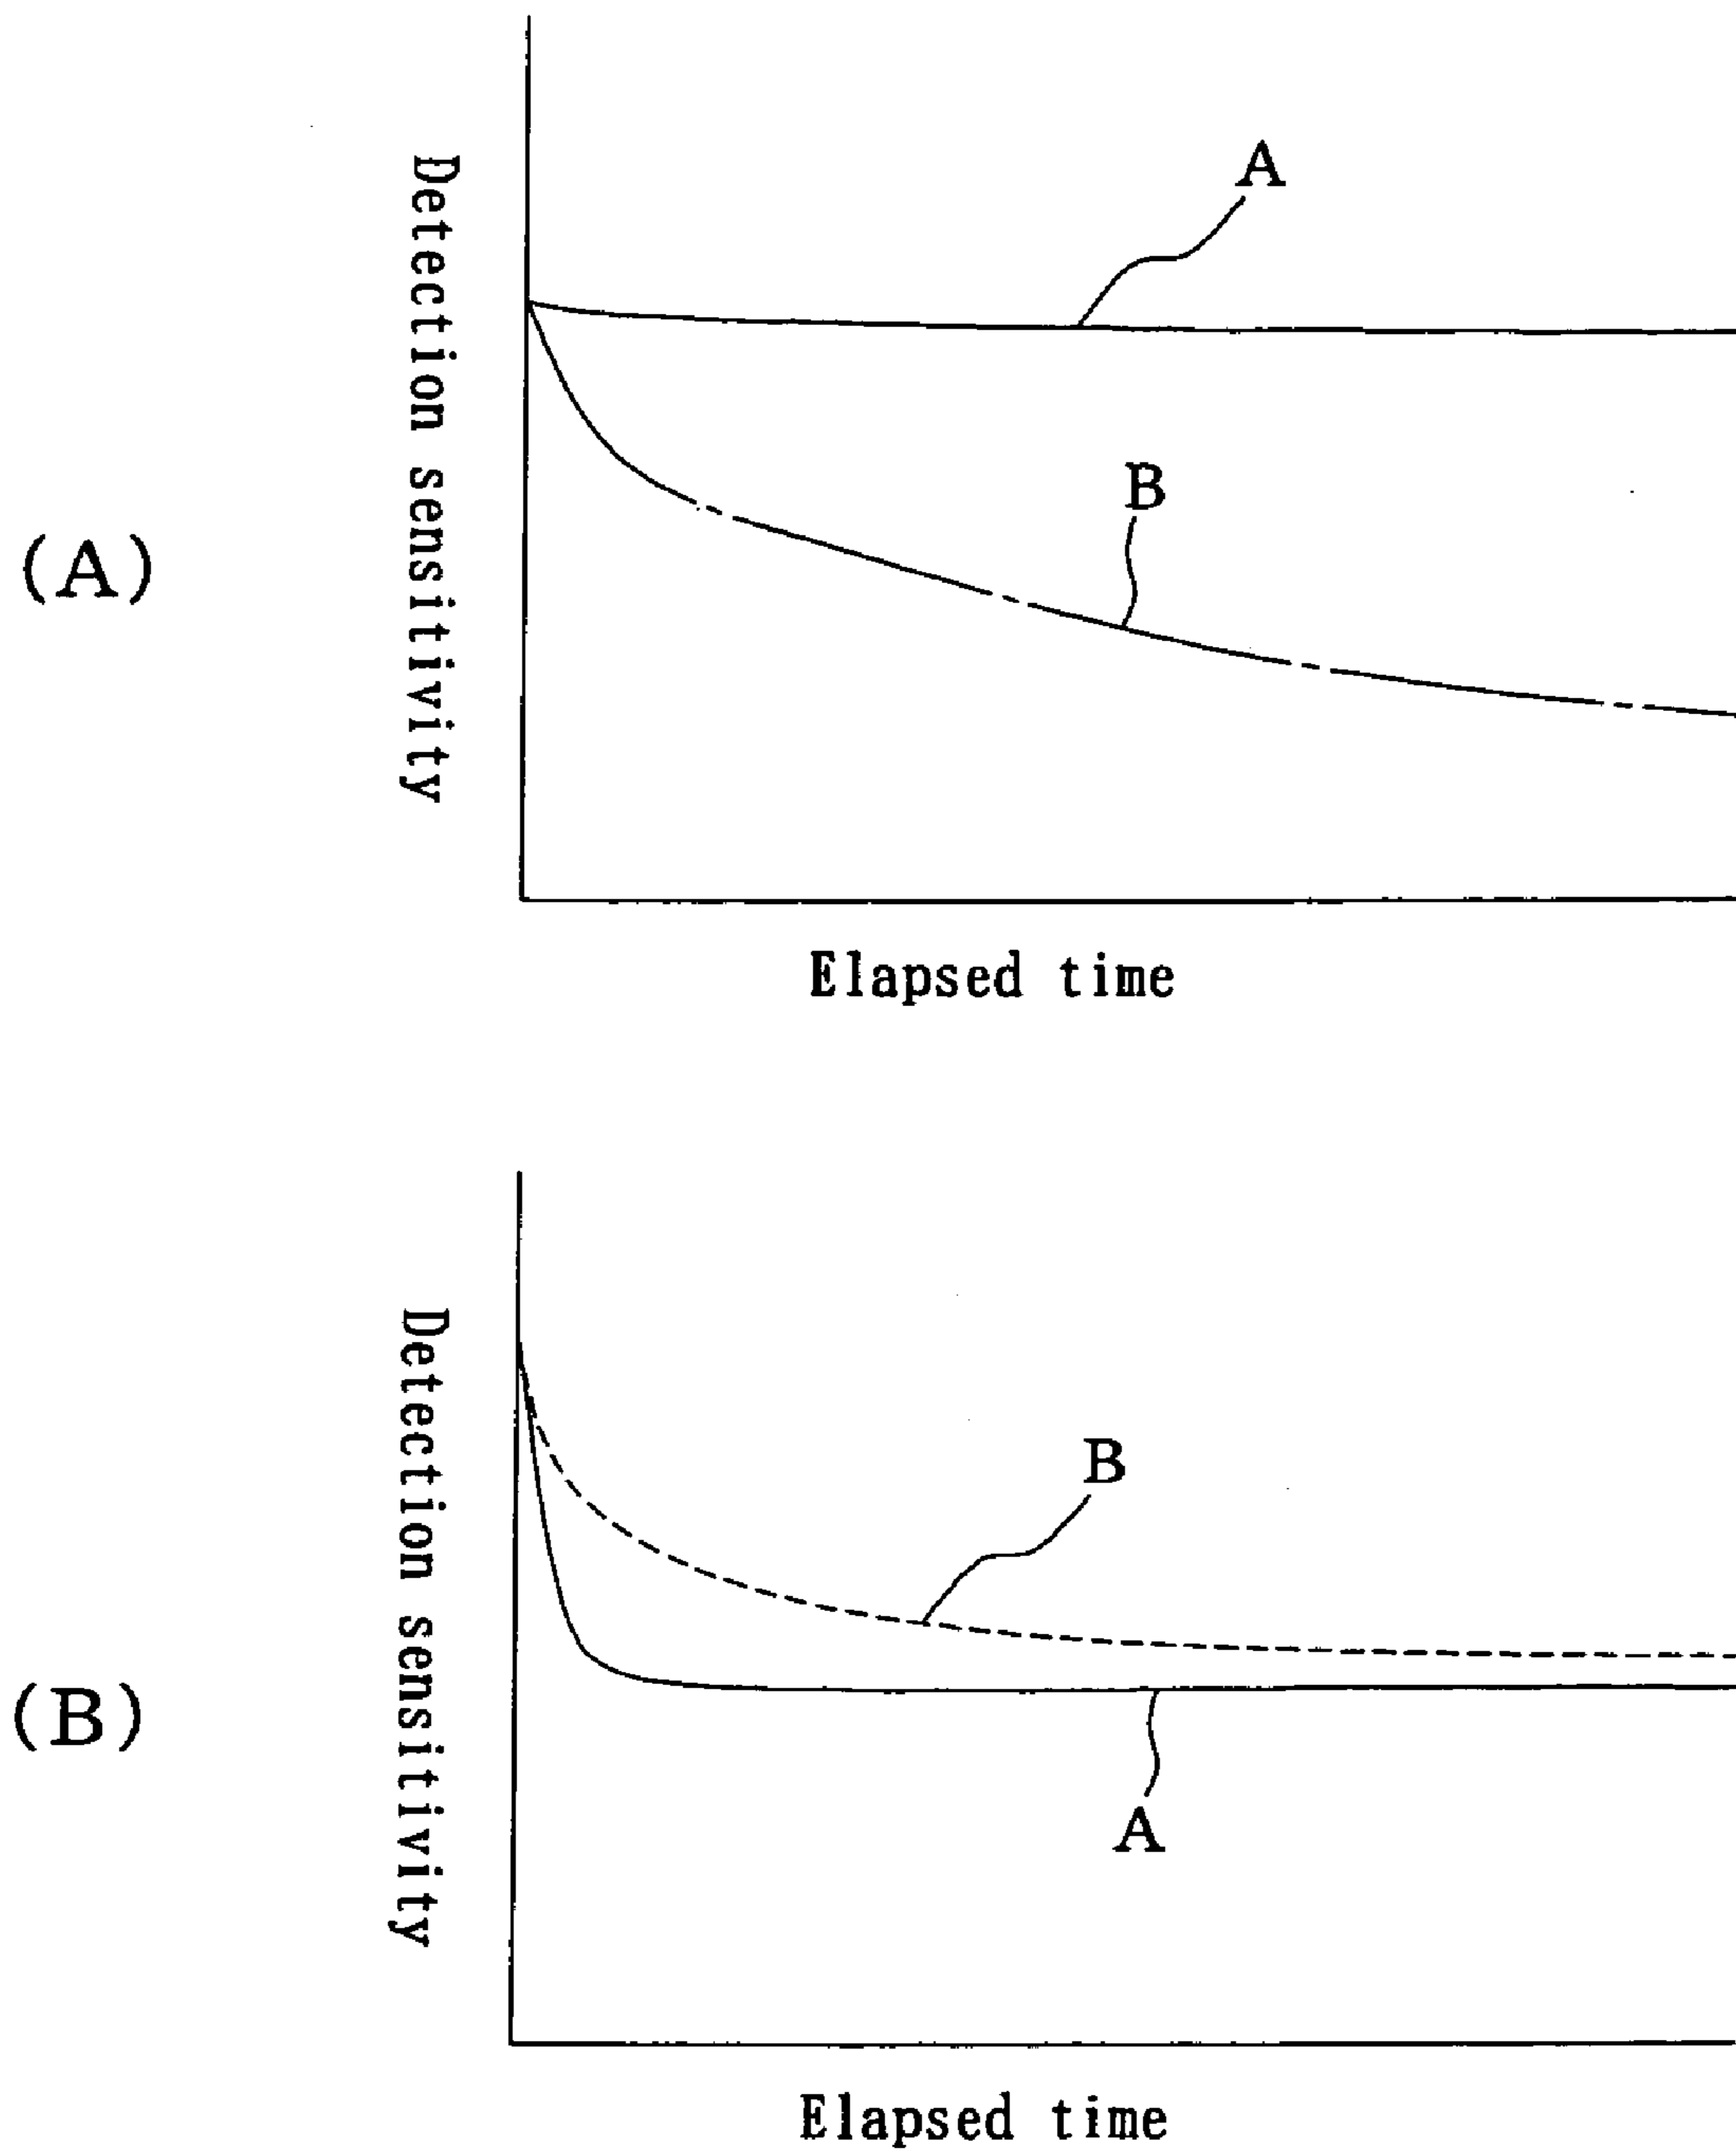 (A)
Detection sensitivity
A
B
Elapsed time
(B)
Detection sensitivity
B
A
Elapsed time